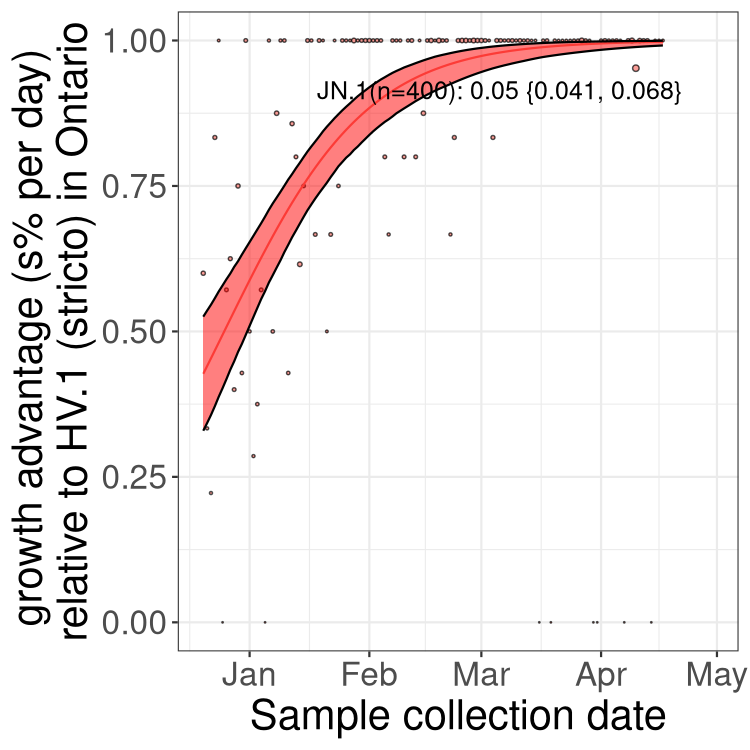 growth advantage (s% per day)
relative to HV.1 (stricto) in Ontario
1.00
0.75
0.50
0.25
0.00
JN.1(n=400): 0.05 {0.041, 0.068}
Jan Feb Mar Apr May
Sample collection date